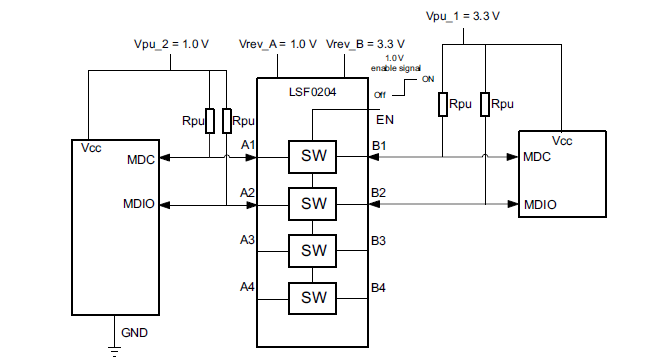 Vpu_1 = 3.3 V
Vpu_2 = 1.0 V
Vrev_A = 1.0 V
Vrev_B = 3.3 V
1.0 V
enable signal
ON
Off
LSF0204
EN
Rpu
Rpu
Rpu
Rpu
Vcc
MDC
MDIO
GND
A1
A2
A3
A4
SW
SW
SW
SW
B1
B2
B3
B4
Vcc
MDC
MDIO